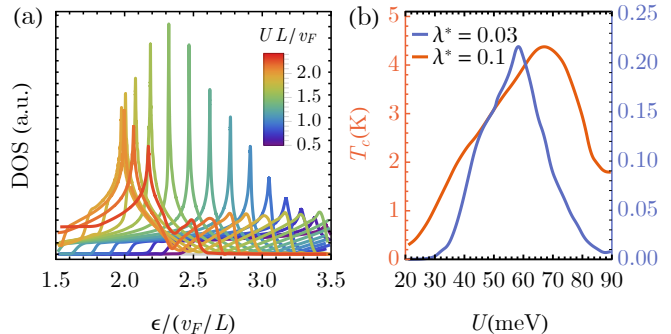 (a)
DOS (a.u.)
U L/v_F
2.0
1.5
1.0
0.5
1.5 2.0 2.5 3.0 3.5
ϵ/(v_F/L)
(b)
T_c(K)
λ* = 0.03
λ* = 0.1
5
4
3
2
1
0
0.25
0.20
0.15
0.10
0.05
0.00
20 30 40 50 60 70 80 90
U(meV)